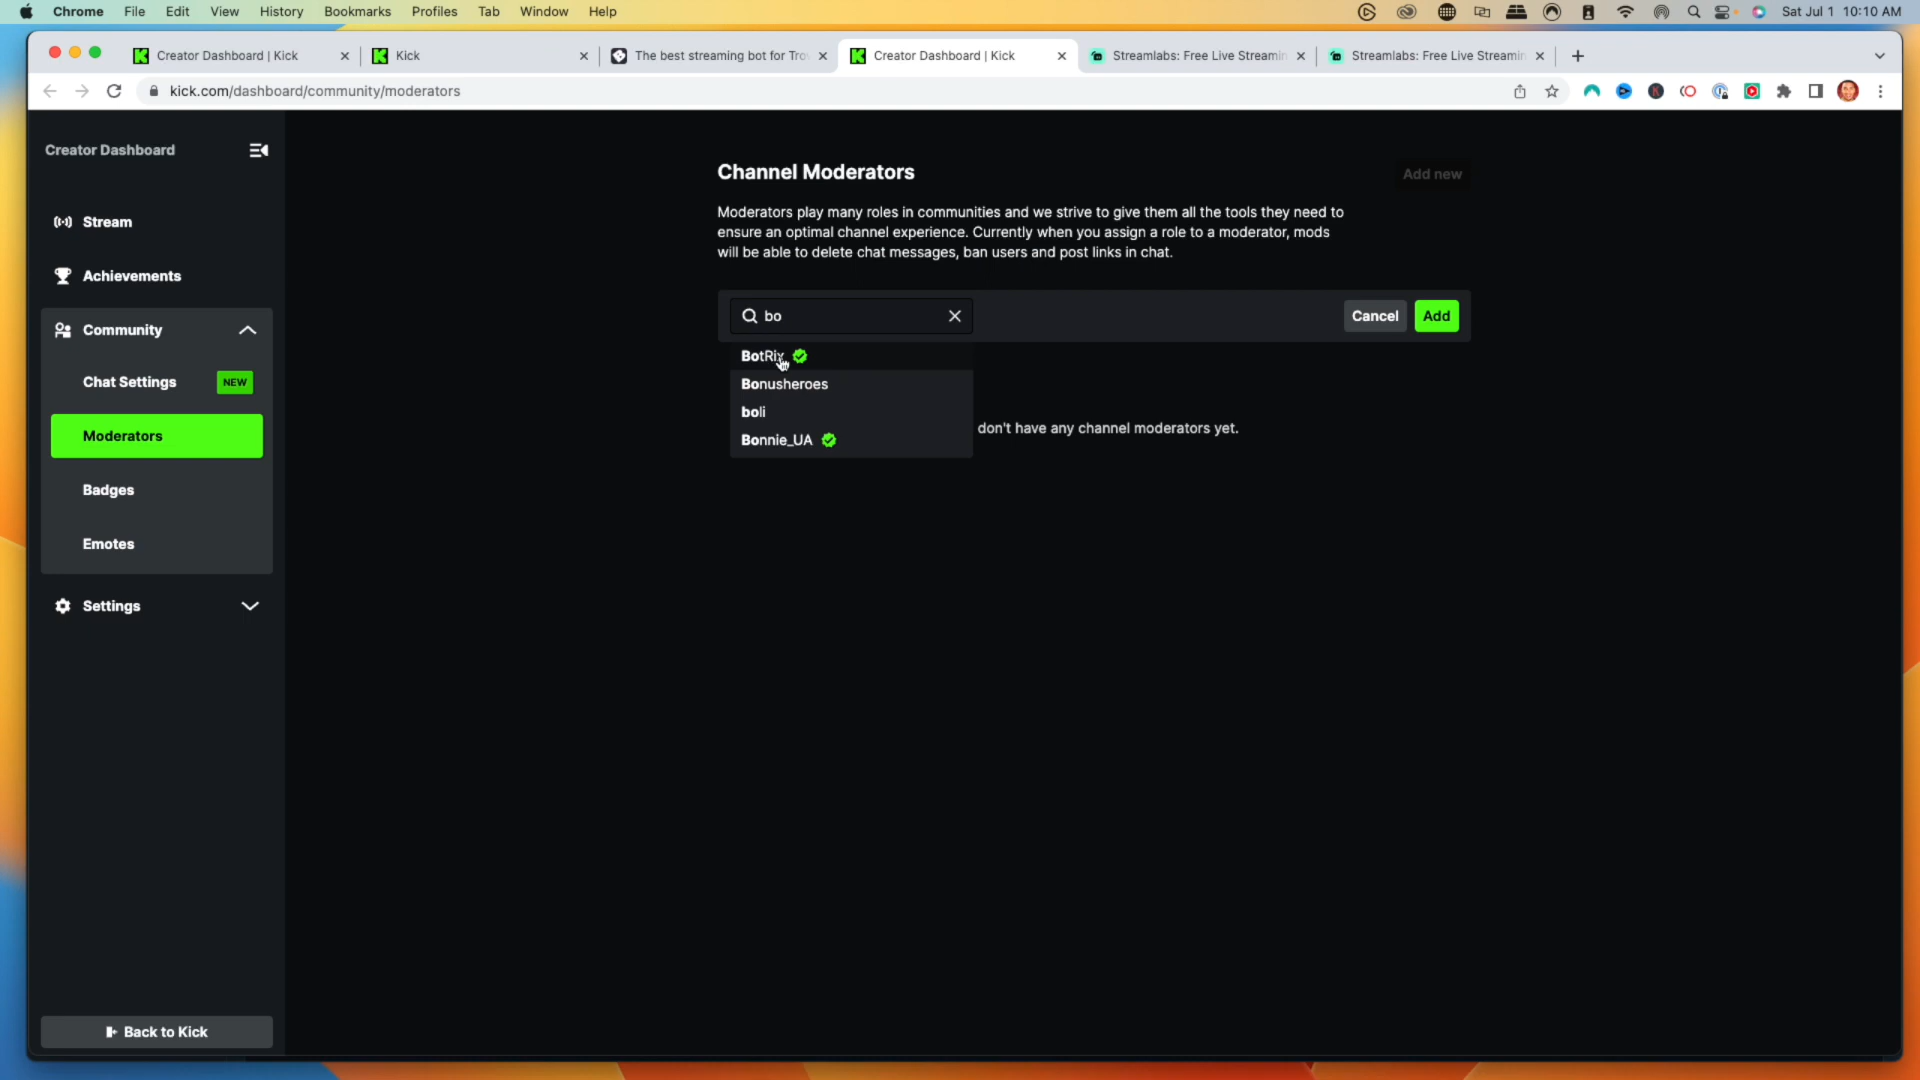 Chrome File Edit View History Bookmarks Profiles Tab Window Help Sat Jul 1 10:10 AM
Creator Dashboard | Kick Kick The best streaming bot for Tro Creator Dashboard | Kick Streamlabs: Free Live Streamin Streamlabs: Free Live Streamin
kick.com/dashboard/community/moderators
Creator Dashboard
Stream
Achievements
Community
Chat Settings NEW
Moderators
Badges
Emotes
Settings
Back to Kick
Channel Moderators
Add new
Moderators play many roles in communities and we strive to give them all the tools they need to
ensure an optimal channel experience. Currently when you assign a role to a moderator, mods
will be able to delete chat messages, ban users and post links in chat.
bo
Cancel Add
BotRix
Bonusheroes
boli
Bonnie_UA
don't have any channel moderators yet.